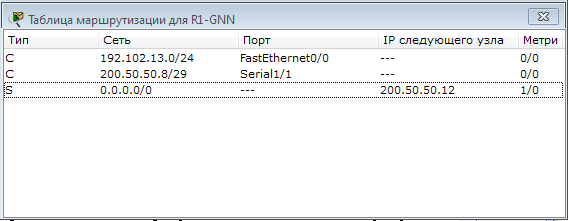 Таблица маршрутизации для R1-GNN
Тип Сеть Порт IP следующего узла Метри
C 192.102.13.0/24 FastEthernet0/0 --- 0/0
C 200.50.50.8/29 Serial1/1 --- 0/0
S 0.0.0.0/0 --- 200.50.50.12 1/0